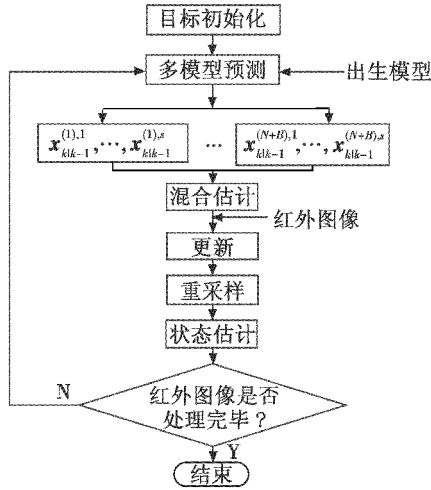 目标初始化
多模型预测
出生模型
x_{k|k-1}^{(1),1},⋯,x_{k|k-1}^{(1),s} ⋯ x_{k|k-1}^{(N+B),1},⋯,x_{k|k-1}^{(N+B),s}
混合估计
红外图像
更新
重采样
状态估计
N
红外图像是否
处理完毕？
Y
结束